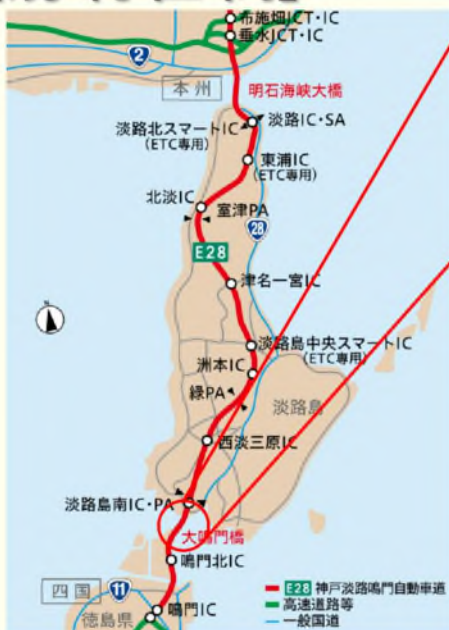 布施畑JCT・IC
垂水JCT・IC
2
本州
明石海峡大橋
淡路北スマートIC
(ETC専用)
淡路IC・SA
東浦IC
(ETC専用)
北淡IC
室津PA
28
E28
津名一宮IC
N
淡路島中央スマートIC
(ETC専用)
洲本IC
緑PA
淡路島
西淡三原IC
淡路島南IC・PA
大鳴門橋
鳴門北IC
四国
11
徳島県
鳴門IC
E28 神戸淡路鳴門自動車道
高速道路等
一般国道